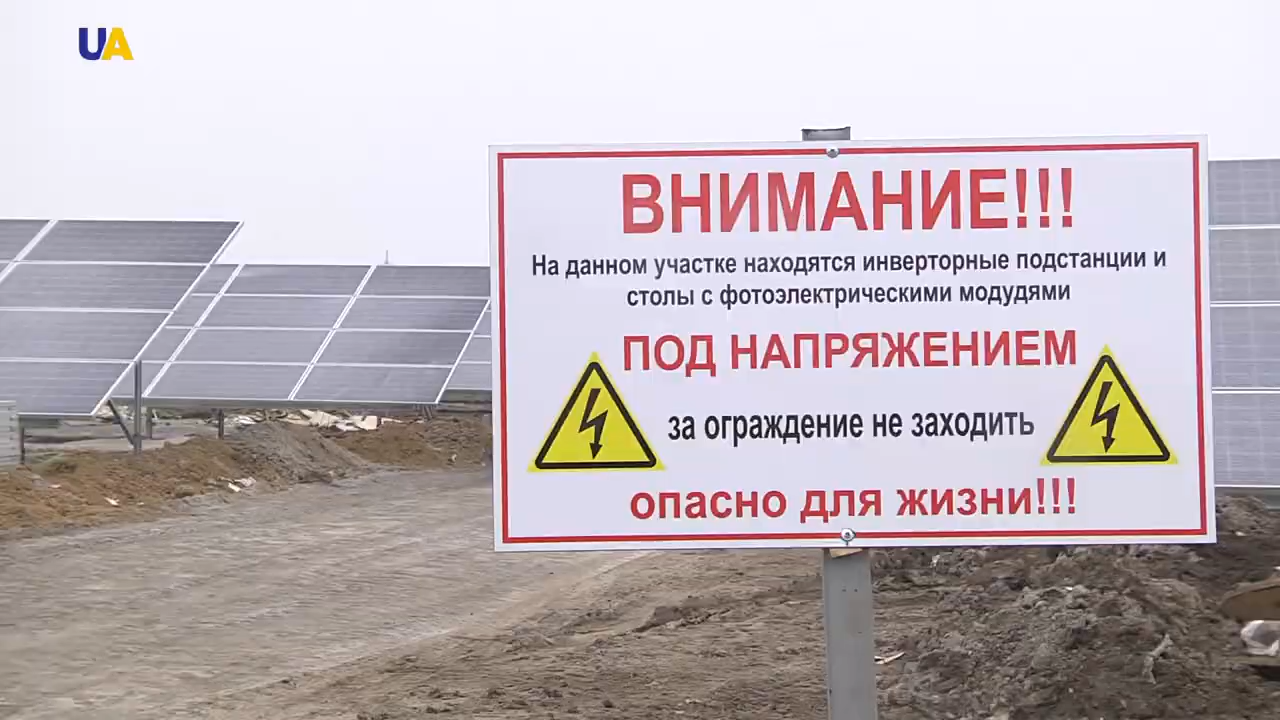 UA
ВНИМАНИЕ!!!
На данном участке находятся инверторные подстанции и
столы с фотоэлектрическими модудями
ПОД НАПРЯЖЕНИЕМ
за ограждение не заходить
опасно для жизни!!!